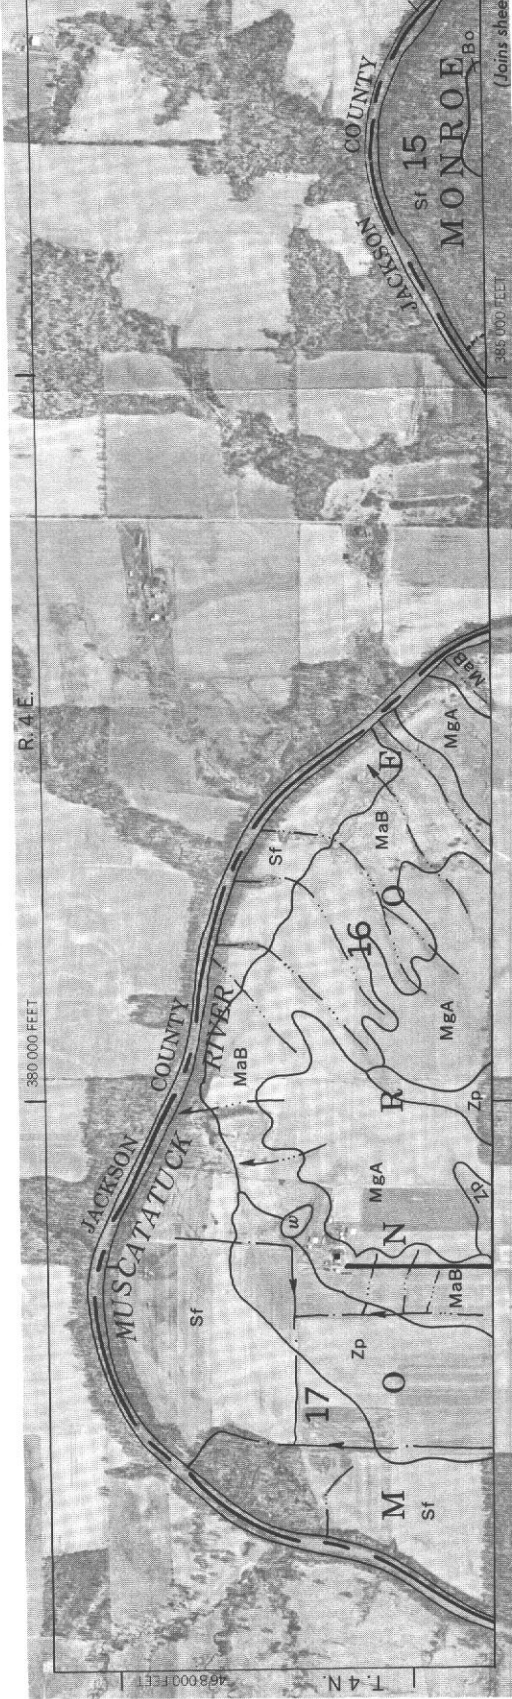 R. 4 E.
380 000 FEET
JACKSON
COUNTY
MUSCATATUCK
RIVER
JACKSON
COUNTY
Sf
Sf
MaB
MaB
MaB
MaB
MgA
MgA
MgA
Zp
Zp
Zp
w
Sf
17
16
M O N R O E
T. 4 N.
468 000 FEET
Sf 15
MONROE
Bo
385 000 FEET
(Joins shee